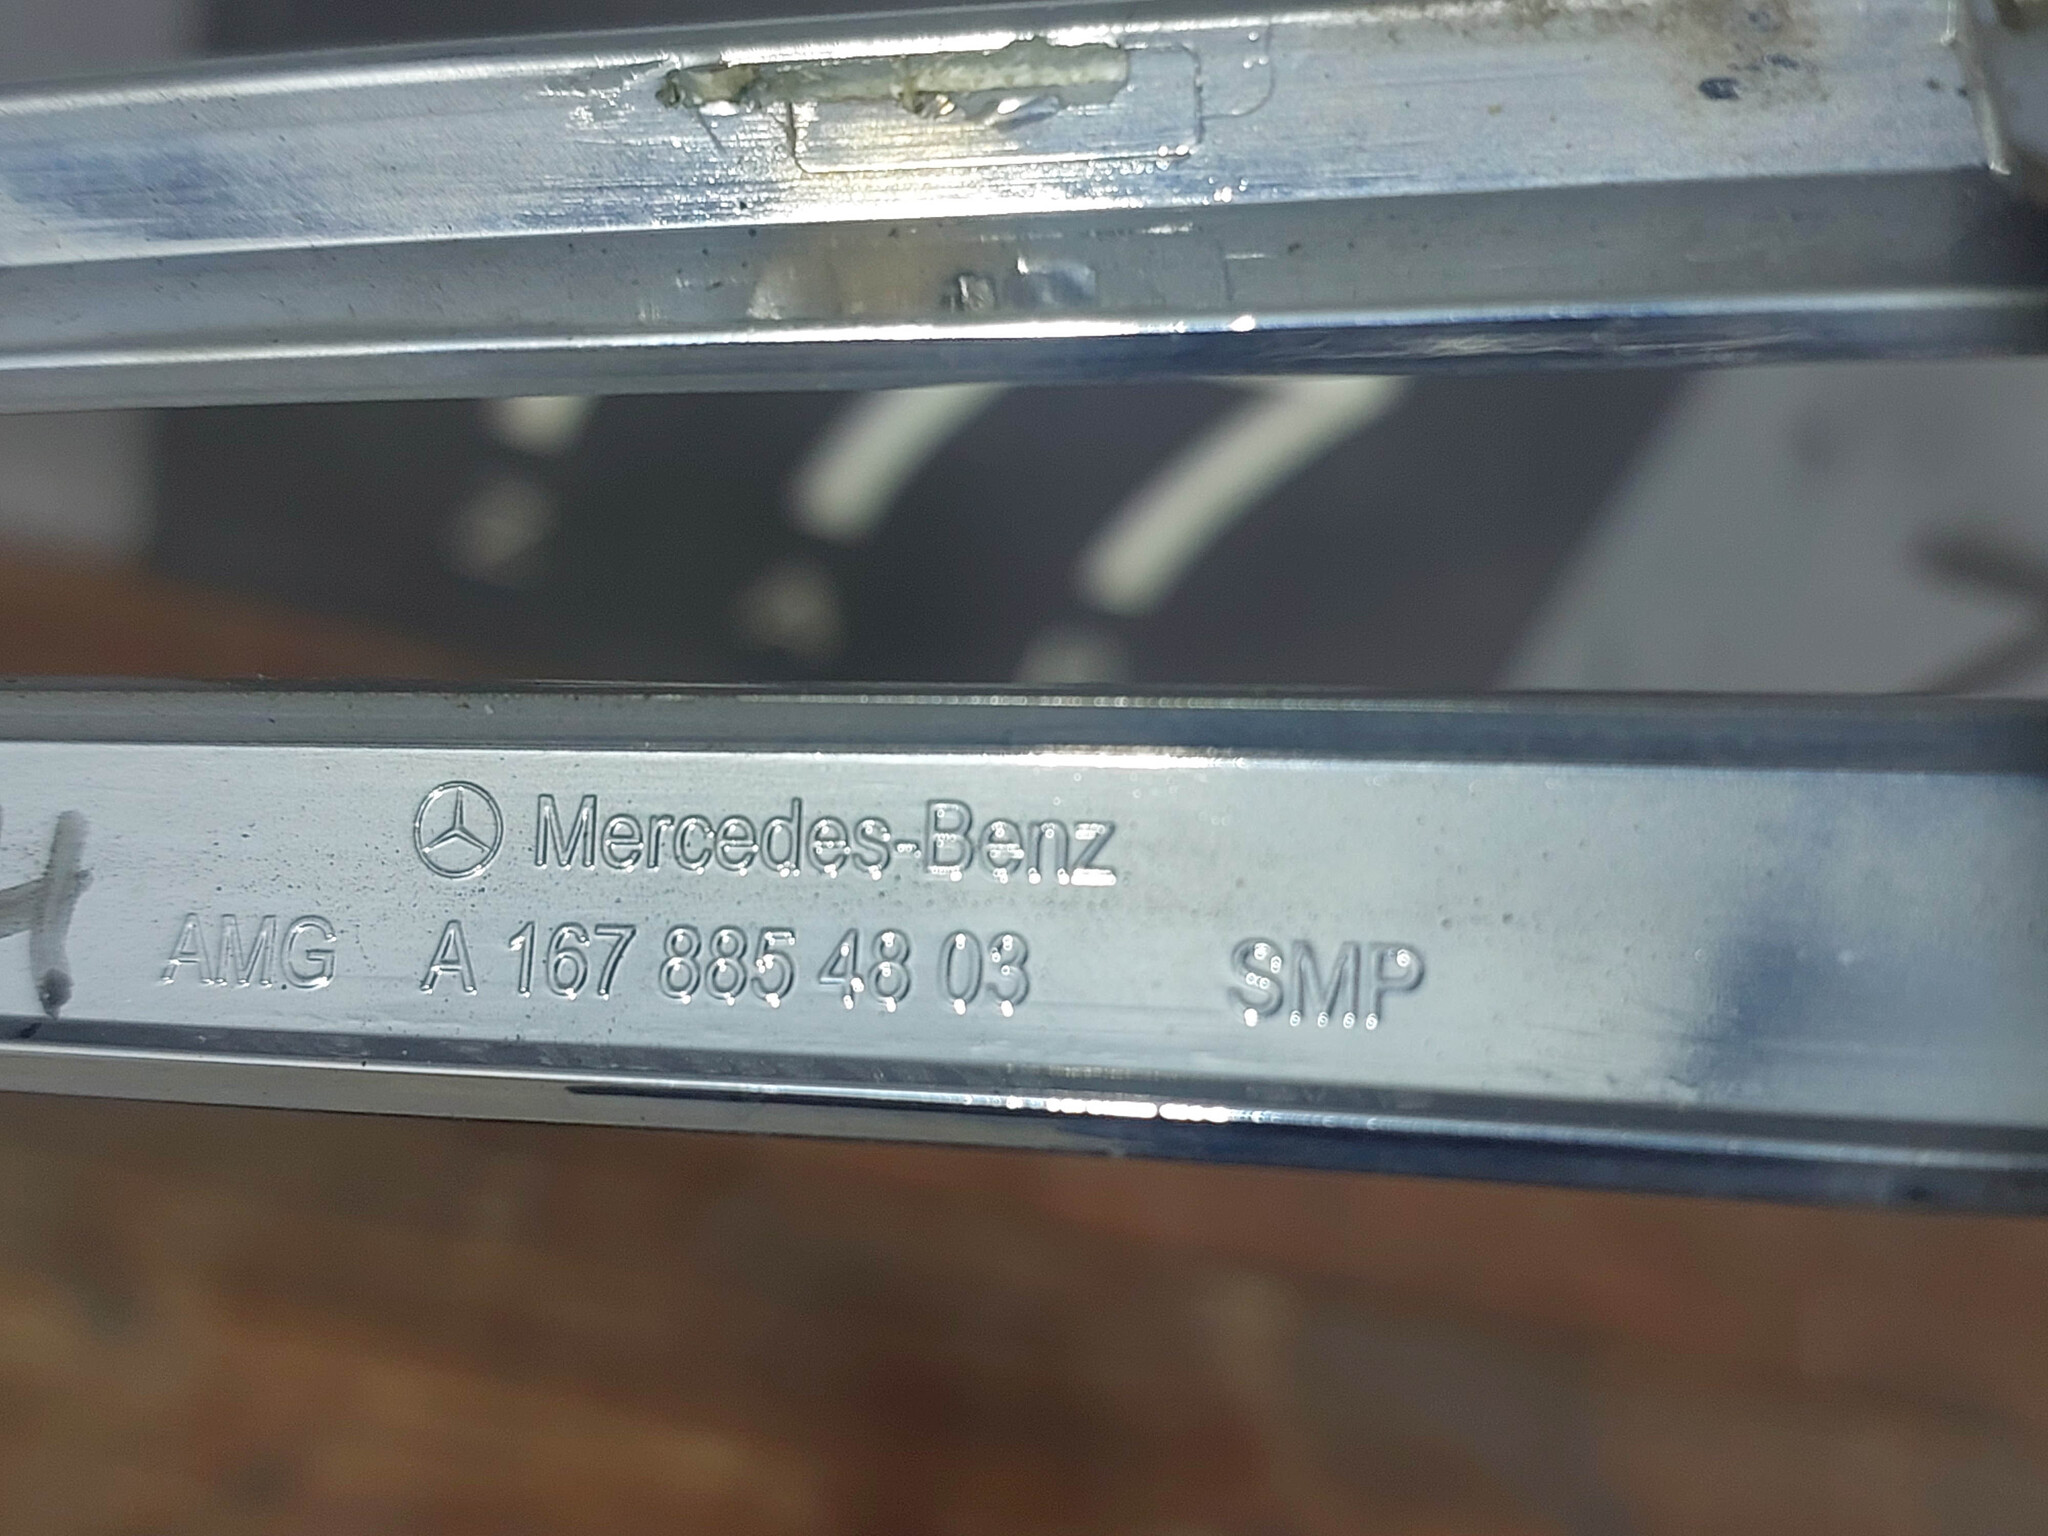 Mercedes-Benz
AMG A 167 885 48 03 SMP